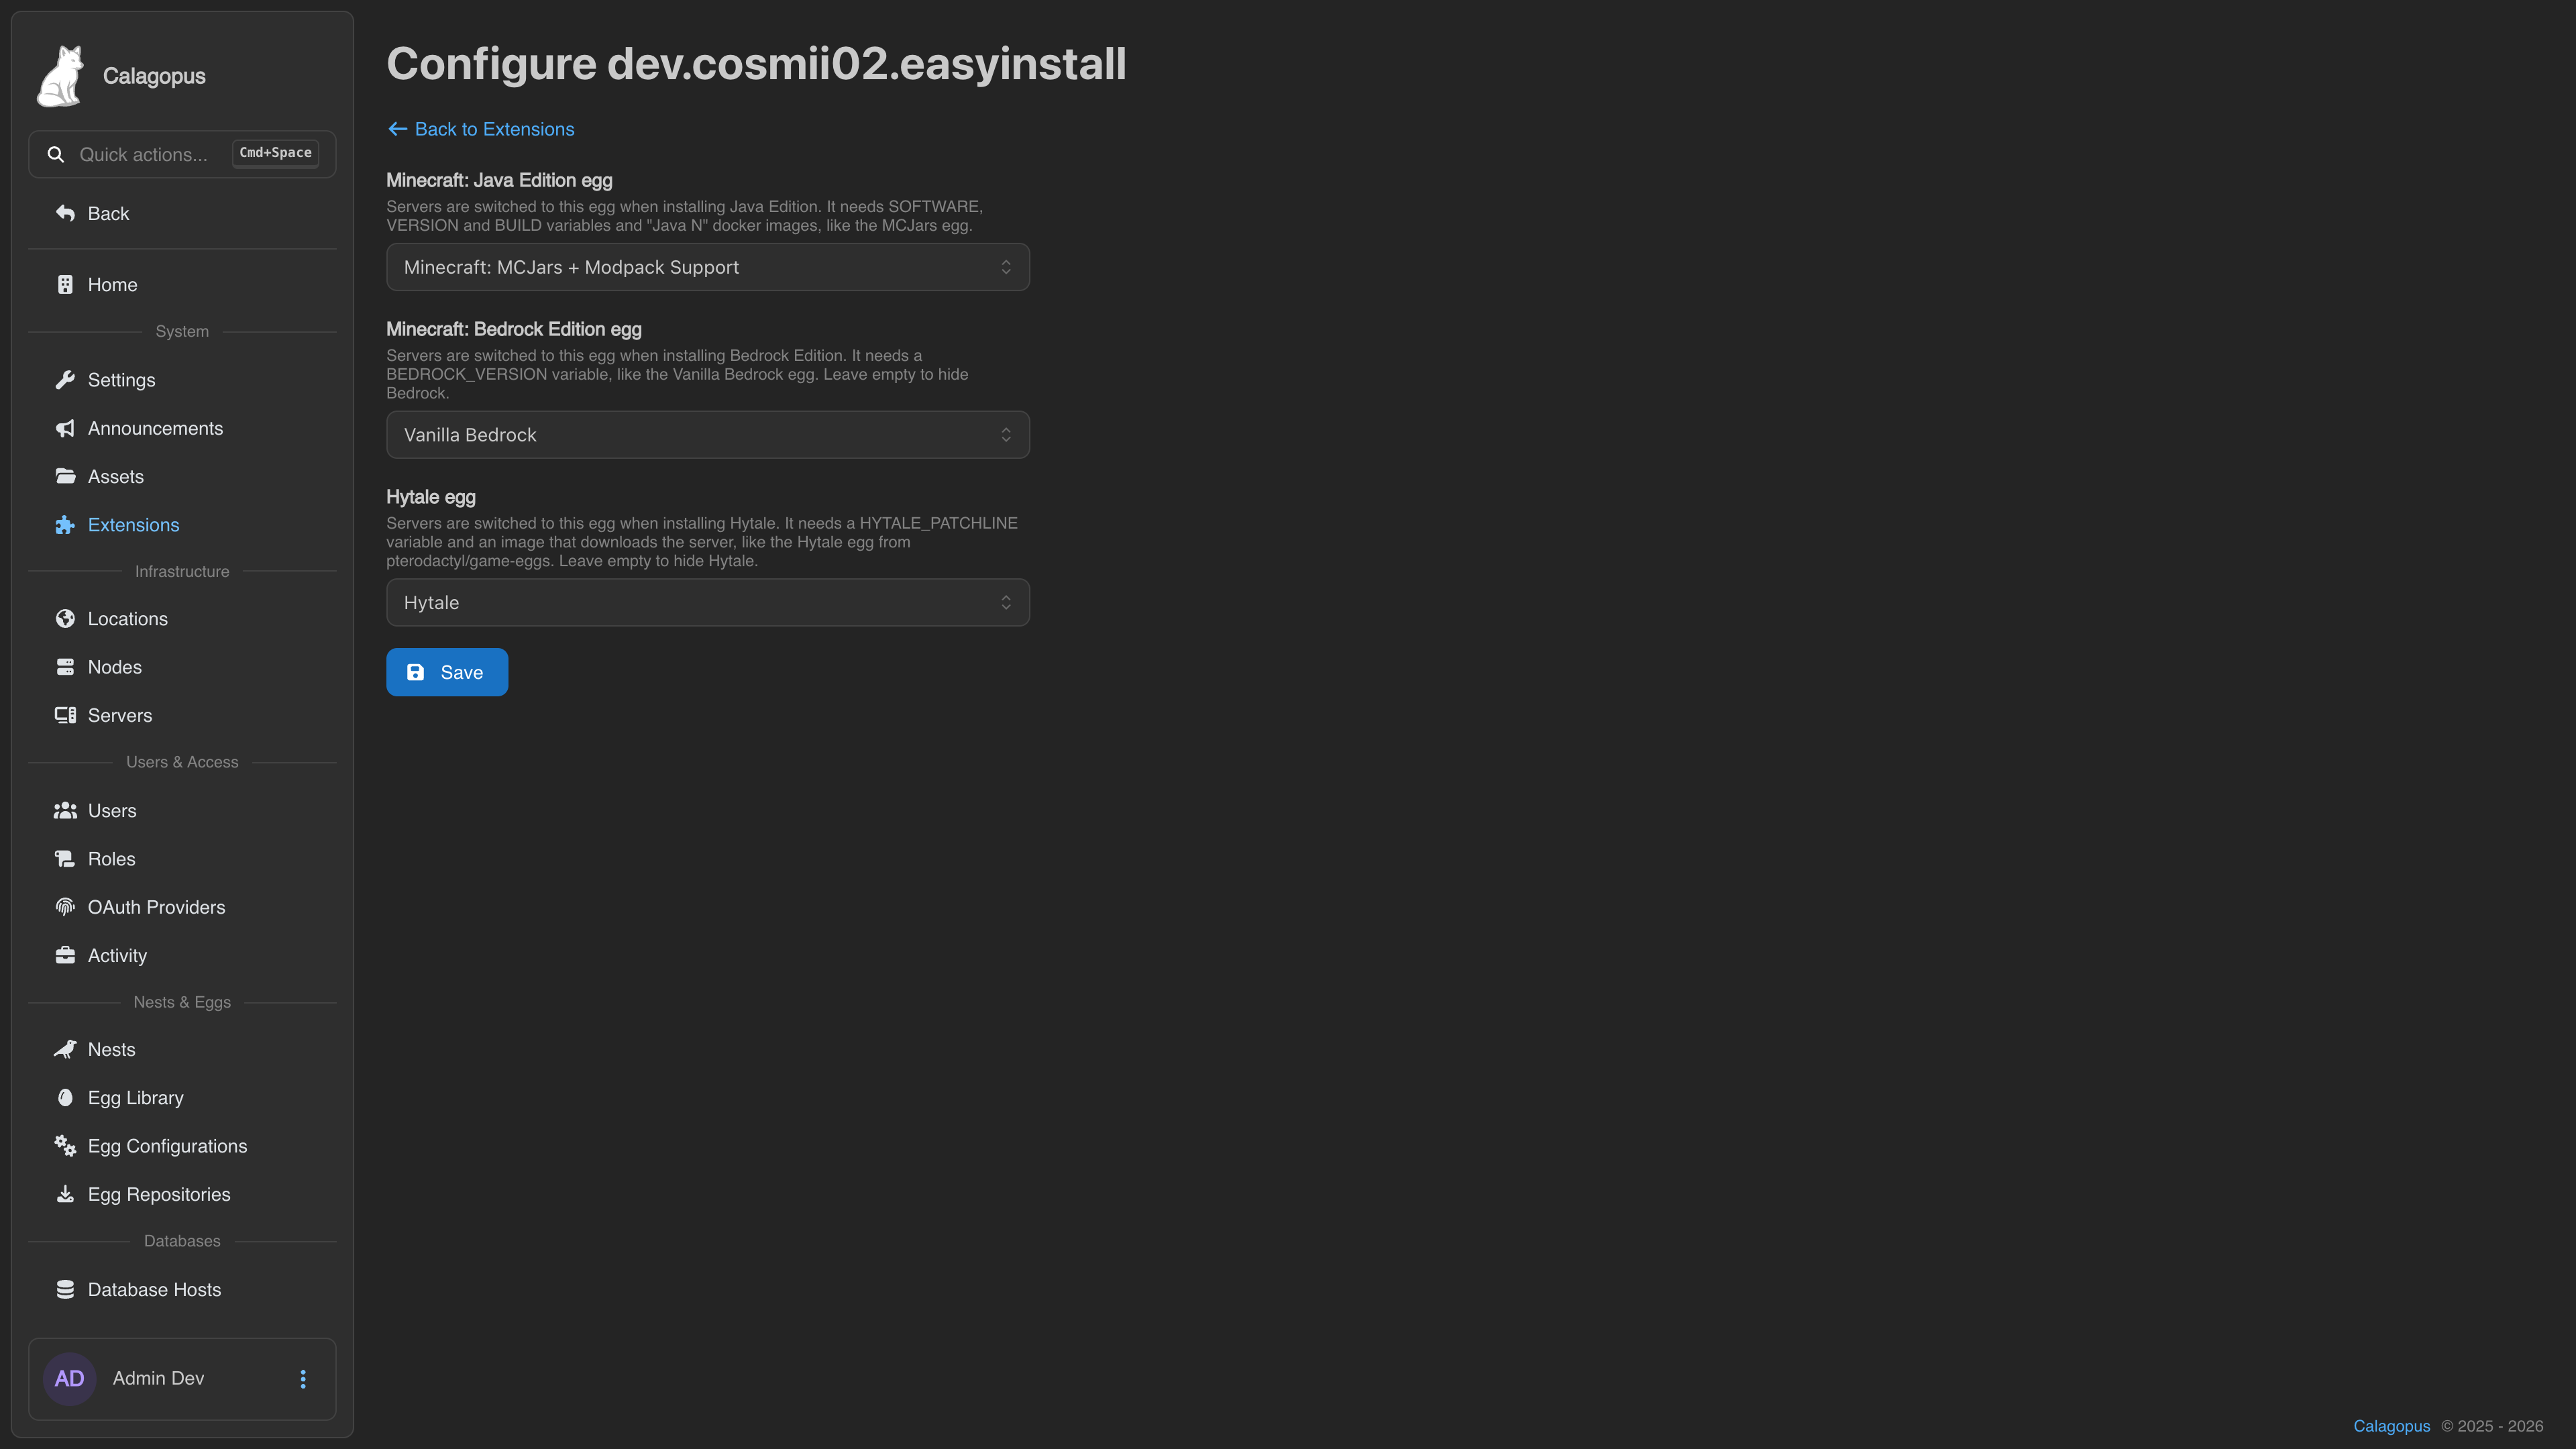 Calagopus
Quick actions...
Cmd+Space
Back
Home
System
Settings
Announcements
Assets
Extensions
Infrastructure
Locations
Nodes
Servers
Users & Access
Users
Roles
OAuth Providers
Activity
Nests & Eggs
Nests
Egg Library
Egg Configurations
Egg Repositories
Databases
Database Hosts
AD
Admin Dev
Configure dev.cosmii02.easyinstall
Back to Extensions
Minecraft: Java Edition egg
Servers are switched to this egg when installing Java Edition. It needs SOFTWARE,
VERSION and BUILD variables and "Java N" docker images, like the MCJars egg.
Minecraft: MCJars + Modpack Support
Minecraft: Bedrock Edition egg
Servers are switched to this egg when installing Bedrock Edition. It needs a
BEDROCK_VERSION variable, like the Vanilla Bedrock egg. Leave empty to hide
Bedrock.
Vanilla Bedrock
Hytale egg
Servers are switched to this egg when installing Hytale. It needs a HYTALE_PATCHLINE
variable and an image that downloads the server, like the Hytale egg from
pterodactyl/game-eggs. Leave empty to hide Hytale.
Hytale
Save
Calagopus © 2025 - 2026